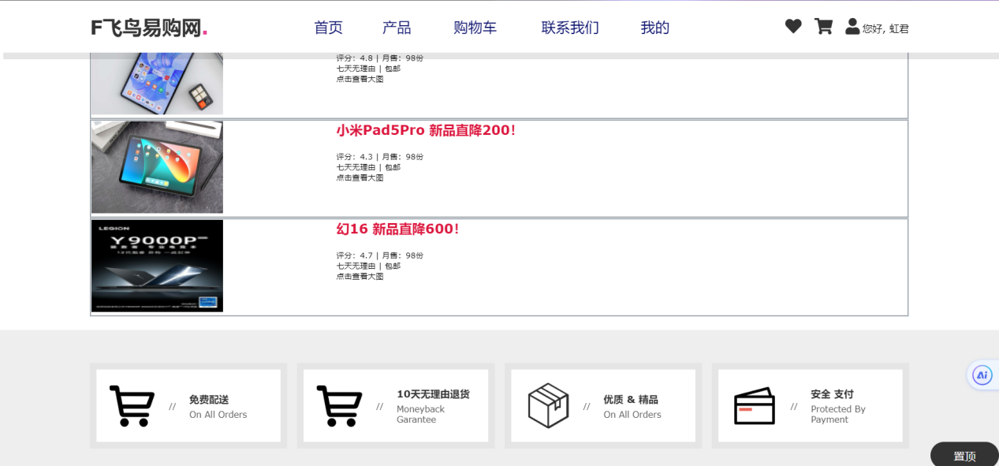 F飞鸟易购网.
首页 产品 购物车 联系我们 我的
您好, 虹君
评分：4.8 | 月售：98份
七天无理由 | 包邮
点击查看大图
小米Pad5Pro 新品直降200！
评分：4.3 | 月售：98份
七天无理由 | 包邮
点击查看大图
LEGION
Y9000P
幻16 新品直降600！
评分：4.7 | 月售：98份
七天无理由 | 包邮
点击查看大图
// 免费配送
On All Orders
// 10天无理由退货
Moneyback
Garantee
// 优质 & 精品
On All Orders
// 安全 支付
Protected By
Payment
Ai
置顶